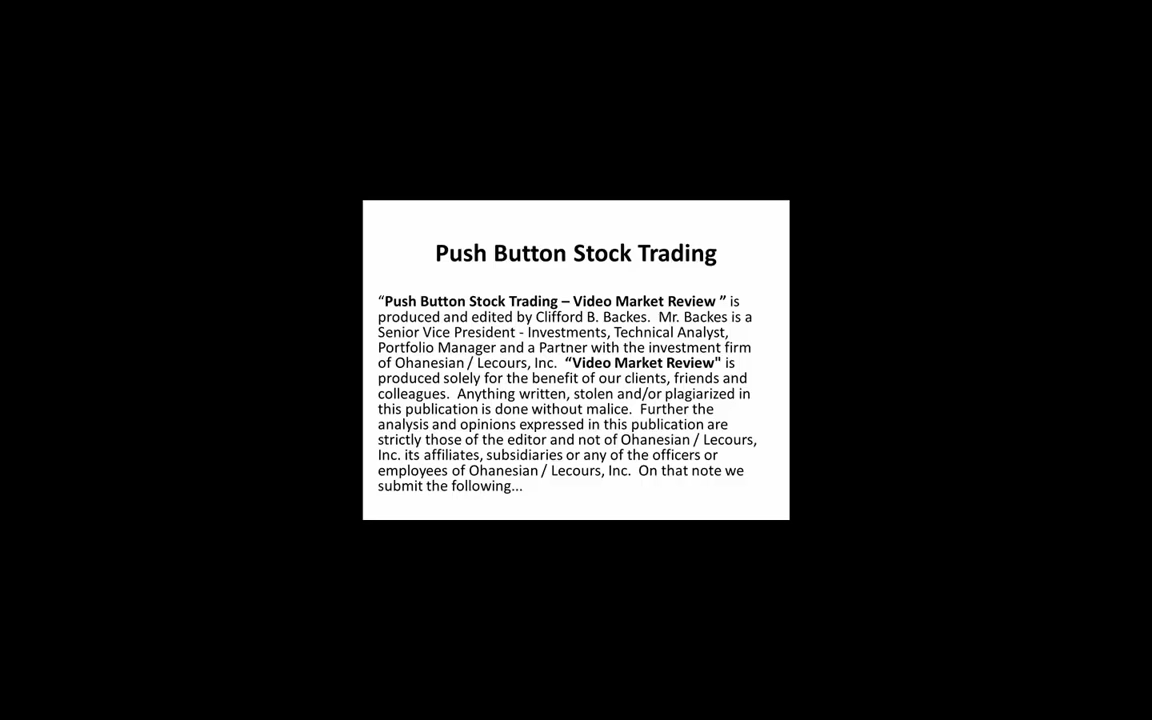 Push Button Stock Trading
“Push Button Stock Trading – Video Market Review ” is
produced and edited by Clifford B. Backes.  Mr. Backes is a
Senior Vice President - Investments, Technical Analyst,
Portfolio Manager and a Partner with the investment firm
of Ohanesian / Lecours, Inc.  “Video Market Review" is
produced solely for the benefit of our clients, friends and
colleagues.  Anything written, stolen and/or plagiarized in
this publication is done without malice.  Further the
analysis and opinions expressed in this publication are
strictly those of the editor and not of Ohanesian / Lecours,
Inc. its affiliates, subsidiaries or any of the officers or
employees of Ohanesian / Lecours, Inc.  On that note we
submit the following...